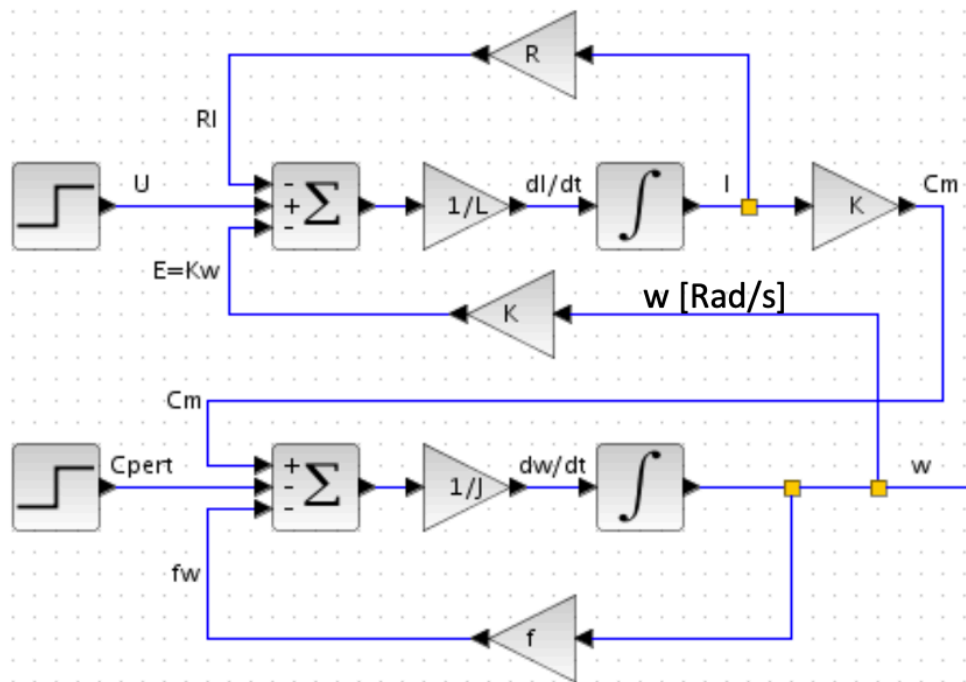 R
RI
U
-
+
-
Σ
1/L
dI/dt
∫
I
K
Cm
E=Kw
K
w [Rad/s]
Cm
Cpert
+
-
-
Σ
1/J
dw/dt
∫
w
fw
f